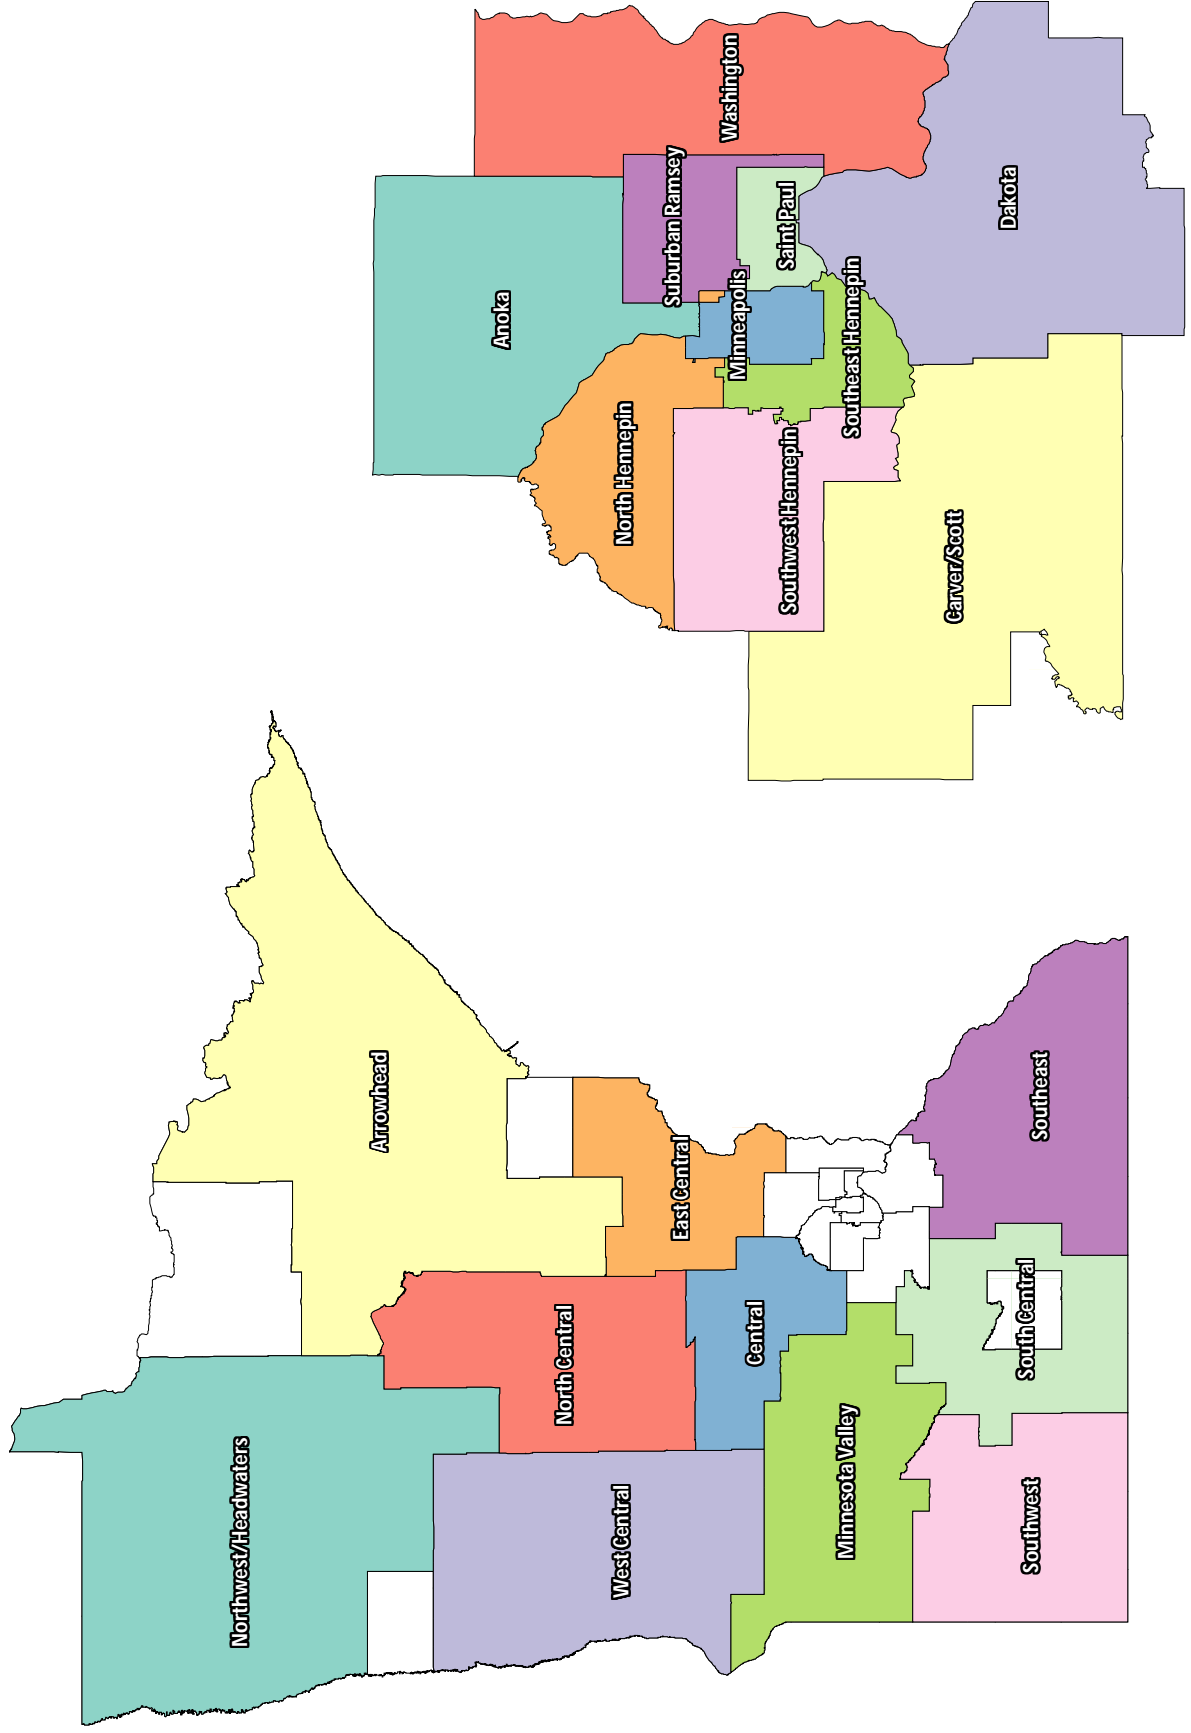 Northwest/Headwaters
Arrowhead
North Central
West Central
East Central
Central
Minnesota Valley
South Central
Southwest
Southeast
Anoka
Washington
North Hennepin
Suburban Ramsey
Minneapolis
Saint Paul
Southwest Hennepin
Southeast Hennepin
Carver/Scott
Dakota